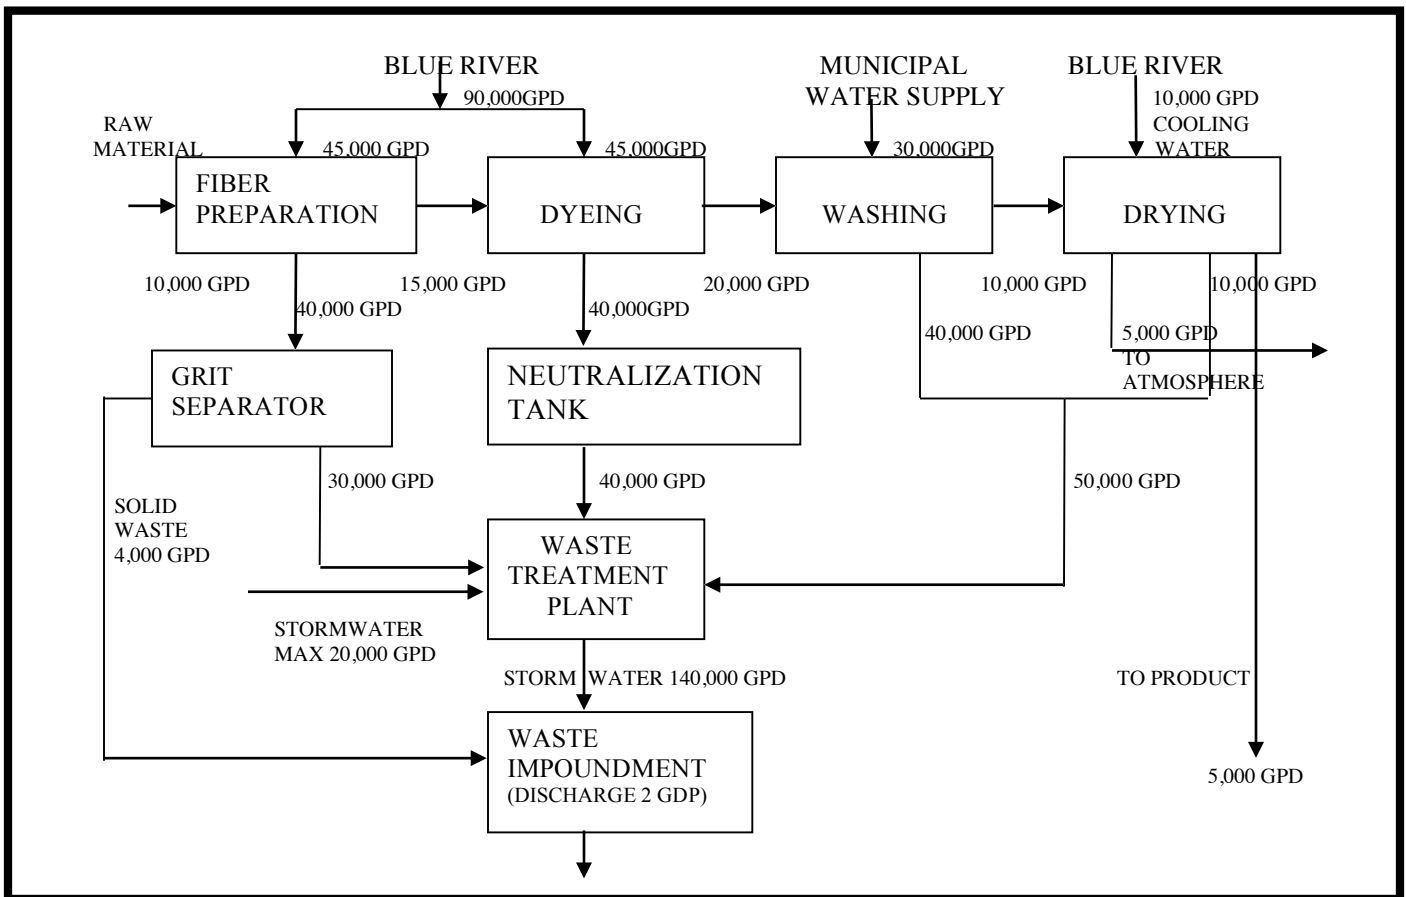 BLUE RIVER
90,000GPD
MUNICIPAL
WATER SUPPLY
BLUE RIVER
10,000 GPD
COOLING
WATER
RAW
MATERIAL
45,000 GPD
45,000GPD
30,000GPD
FIBER
PREPARATION
DYEING
WASHING
DRYING
10,000 GPD
40,000 GPD
15,000 GPD
40,000GPD
20,000 GPD
40,000 GPD
10,000 GPD
10,000 GPD
5,000 GPD
TO
ATMOSPHERE
GRIT
SEPARATOR
NEUTRALIZATION
TANK
30,000 GPD
40,000 GPD
50,000 GPD
SOLID
WASTE
4,000 GPD
WASTE
TREATMENT
PLANT
STORMWATER
MAX 20,000 GPD
STORM WATER 140,000 GPD
TO PRODUCT
WASTE
IMPOUNDMENT
(DISCHARGE 2 GDP)
5,000 GPD